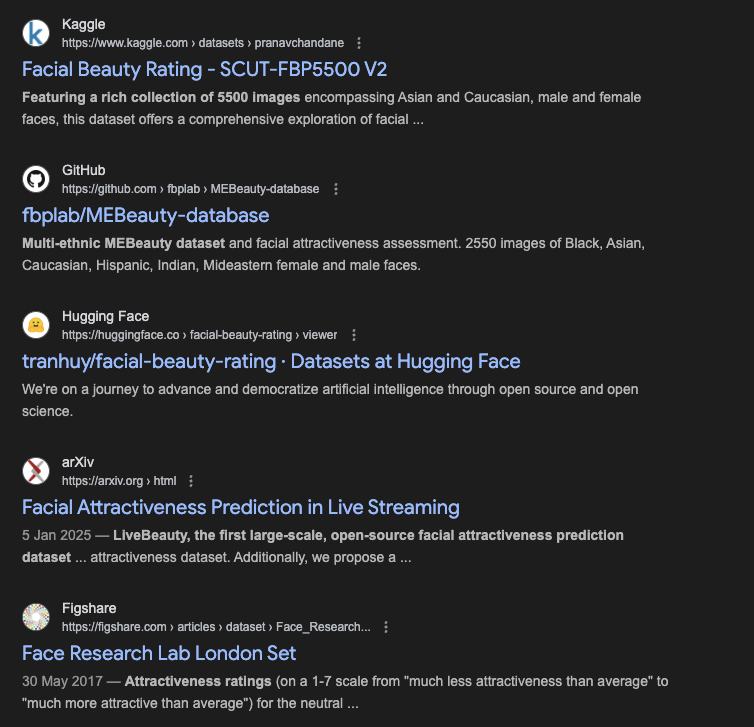 Kaggle
https://www.kaggle.com › datasets › pranavchandane
Facial Beauty Rating - SCUT-FBP5500 V2
Featuring a rich collection of 5500 images encompassing Asian and Caucasian, male and female
faces, this dataset offers a comprehensive exploration of facial ...
GitHub
https://github.com › fbplab › MEBeauty-database
fbplab/MEBeauty-database
Multi-ethnic MEBeauty dataset and facial attractiveness assessment. 2550 images of Black, Asian,
Caucasian, Hispanic, Indian, Mideastern female and male faces.
Hugging Face
https://huggingface.co › facial-beauty-rating › viewer
tranhuy/facial-beauty-rating · Datasets at Hugging Face
We're on a journey to advance and democratize artificial intelligence through open source and open
science.
arXiv
https://arxiv.org › html
Facial Attractiveness Prediction in Live Streaming
5 Jan 2025 — LiveBeauty, the first large-scale, open-source facial attractiveness prediction
dataset ... attractiveness dataset. Additionally, we propose a ...
Figshare
https://figshare.com › articles › dataset › Face_Research...
Face Research Lab London Set
30 May 2017 — Attractiveness ratings (on a 1-7 scale from "much less attractiveness than average" to
"much more attractive than average") for the neutral ...